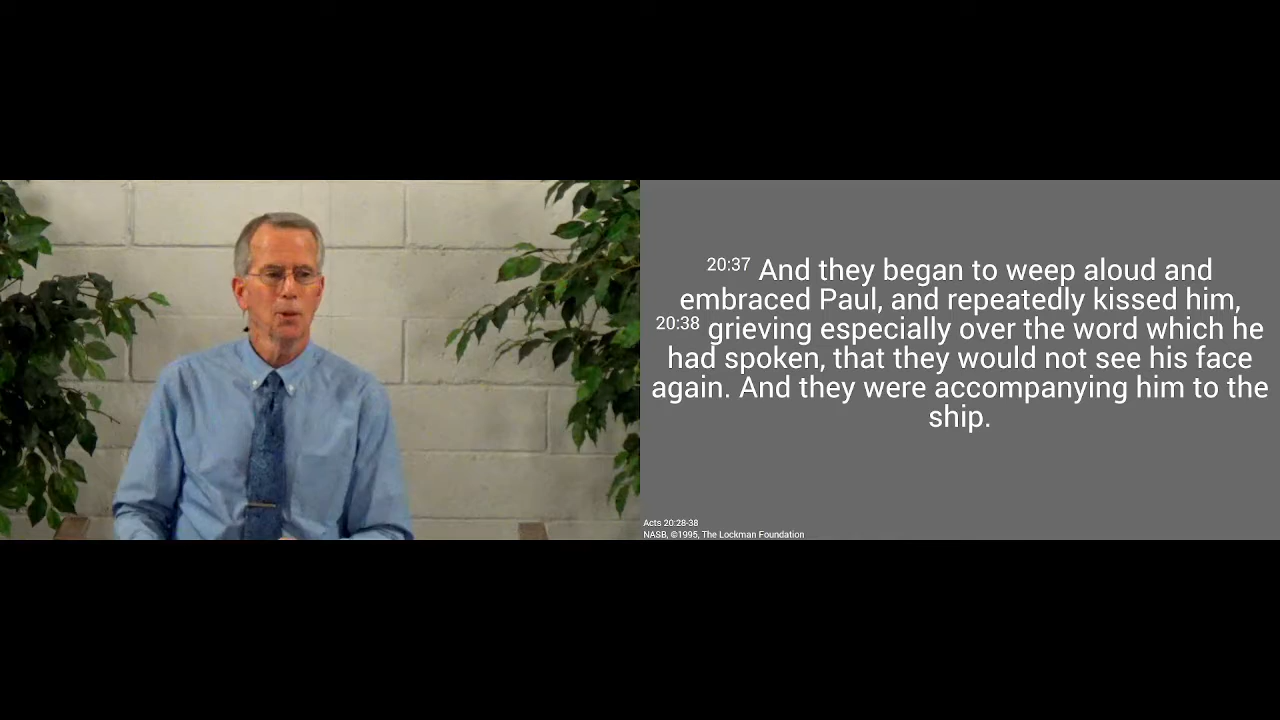 20:37 And they began to weep aloud and
embraced Paul, and repeatedly kissed him,
20:38 grieving especially over the word which he
had spoken, that they would not see his face
again. And they were accompanying him to the
ship.
Acts 20:28-38
NASB, ©1995, The Lockman Foundation